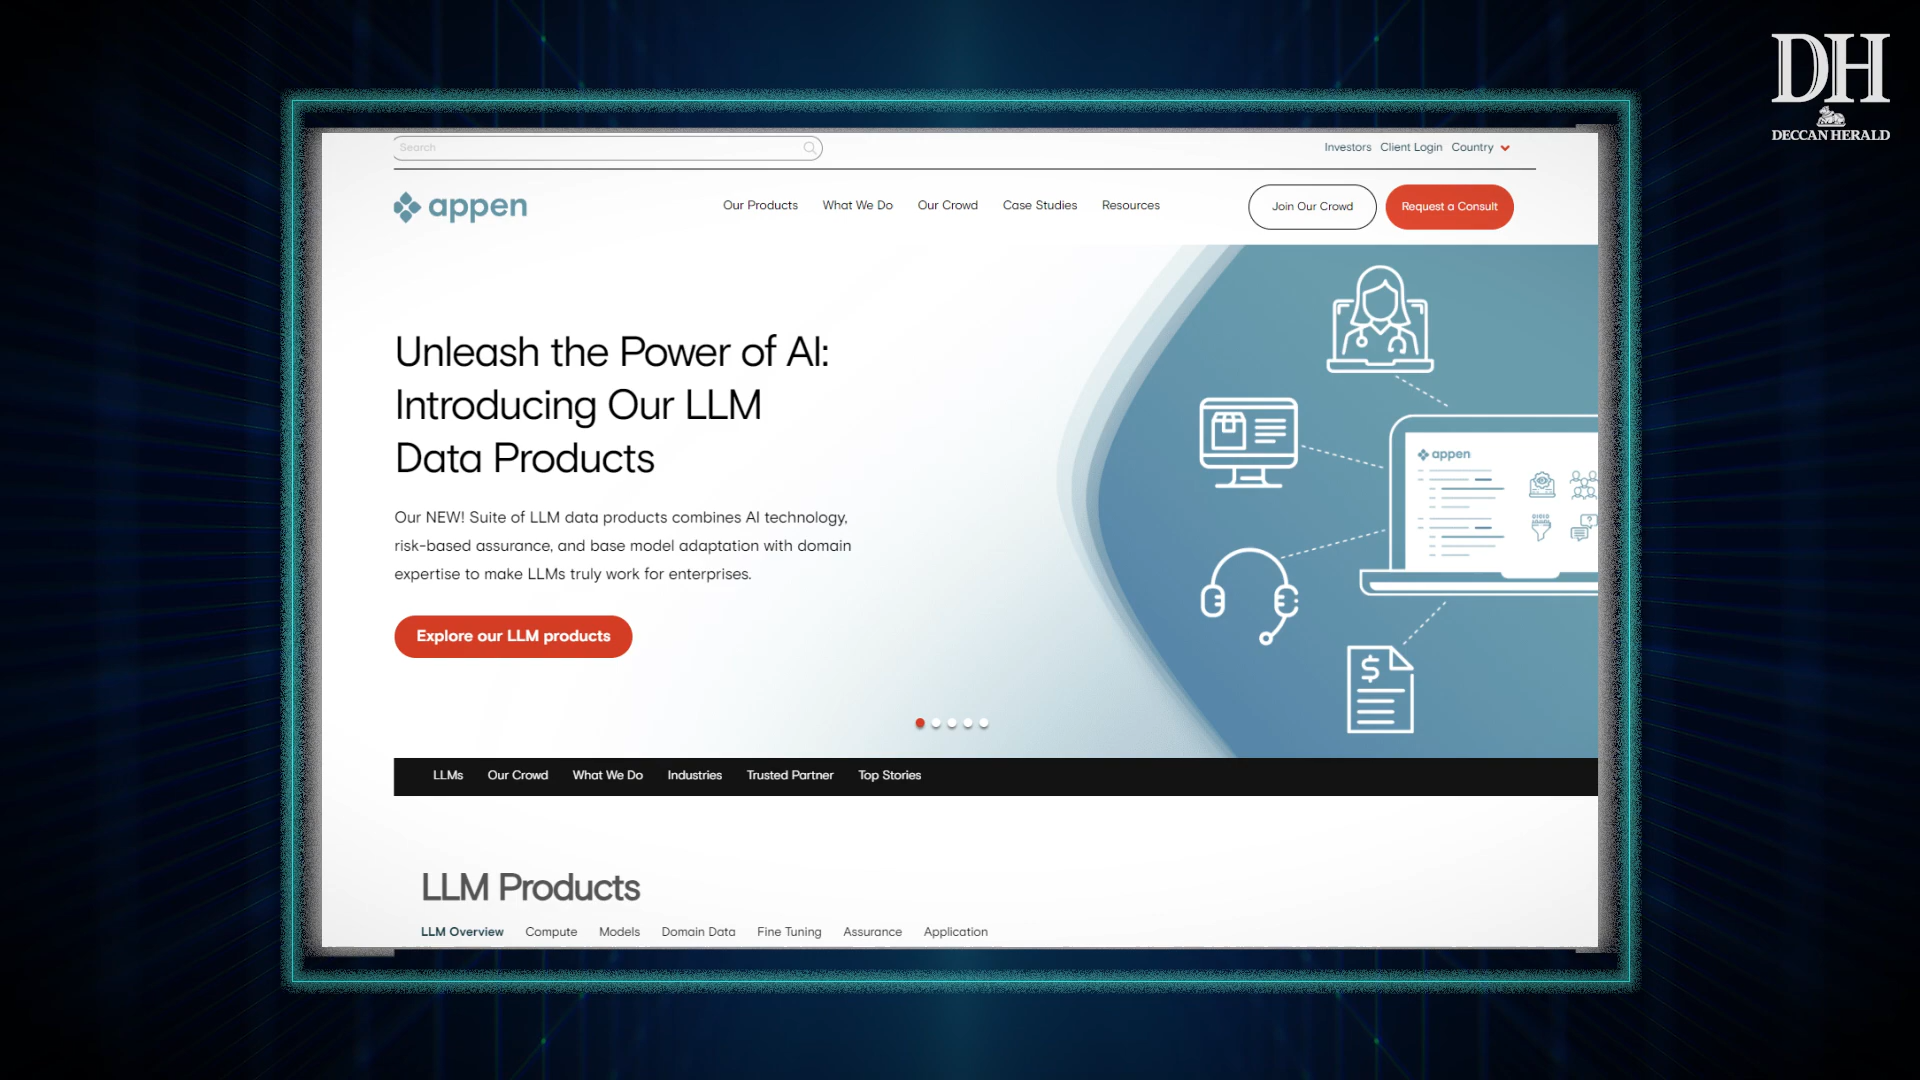 DH
DECCAN HERALD
Search
Investors Client Login Country
appen
Our Products What We Do Our Crowd Case Studies Resources
Join Our Crowd Request a Consult
Unleash the Power of AI:
Introducing Our LLM
Data Products
Our NEW! Suite of LLM data products combines AI technology,
risk-based assurance, and base model adaptation with domain
expertise to make LLMs truly work for enterprises.
Explore our LLM products
appen
$
LLMs Our Crowd What We Do Industries Trusted Partner Top Stories
LLM Products
LLM Overview Compute Models Domain Data Fine Tuning Assurance Application